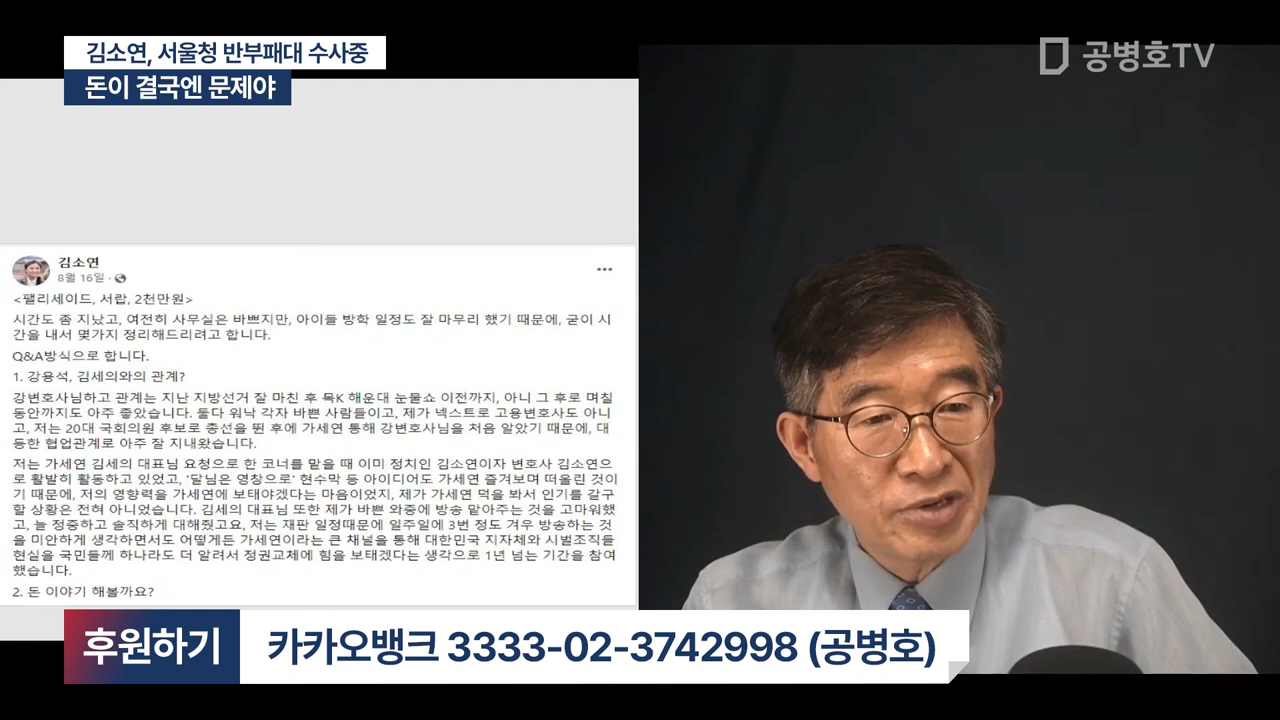 김소연, 서울청 반부패대 수사중
돈이 결국엔 문제야
공병호TV
김소연
8월 16일 ·
<팰리세이드, 서랍, 2천만원>
시간도 좀 지났고, 여전히 사무실은 바쁘지만, 아이들 방학 일정도 잘 마무리 했기 때문에, 굳이 시
간을 내서 몇가지 정리해드리려고 합니다.
Q&A방식으로 합니다.
1. 강용석, 김세의와의 관계?
강변호사님하고 관계는 지난 지방선거 잘 마친 후 목K 해운대 눈물쇼 이전까지, 아니 그 후로 며칠
동안까지도 아주 좋았습니다. 둘다 워낙 각자 바쁜 사람들이고, 제가 넥스트로 고용변호사도 아니
고, 저는 20대 국회의원 후보로 총선을 뛴 후에 가세연 통해 강변호사님을 처음 알았기 때문에, 대
등한 협업관계로 아주 잘 지내왔습니다.
저는 가세연 김세의 대표님 요청으로 한 코너를 맡을 때 이미 정치인 김소연이자 변호사 김소연으
로 활발히 활동하고 있었고, '달님은 영창으로' 현수막 등 아이디어도 가세연 즐겨보며 떠올린 것이
기 때문에, 저의 영향력을 가세연에 보태야겠다는 마음이었지, 제가 가세연 덕을 봐서 인기를 갈구
할 상황은 전혀 아니었습니다. 김세의 대표님 또한 제가 바쁜 와중에 방송 맡아주는 것을 고마워했
고, 늘 정중하고 솔직하게 대해줬고요, 저는 재판 일정때문에 일주일에 3번 정도 겨우 방송하는 것
을 미안하게 생각하면서도 어떻게든 가세연이라는 큰 채널을 통해 대한민국 지자체와 시벌조직들
현실을 국민들께 하나라도 더 알려서 정권교체에 힘을 보태겠다는 생각으로 1년 넘는 기간을 참여
했습니다.
2. 돈 이야기 해볼까요?
후원하기
카카오뱅크 3333-02-3742998 (공병호)